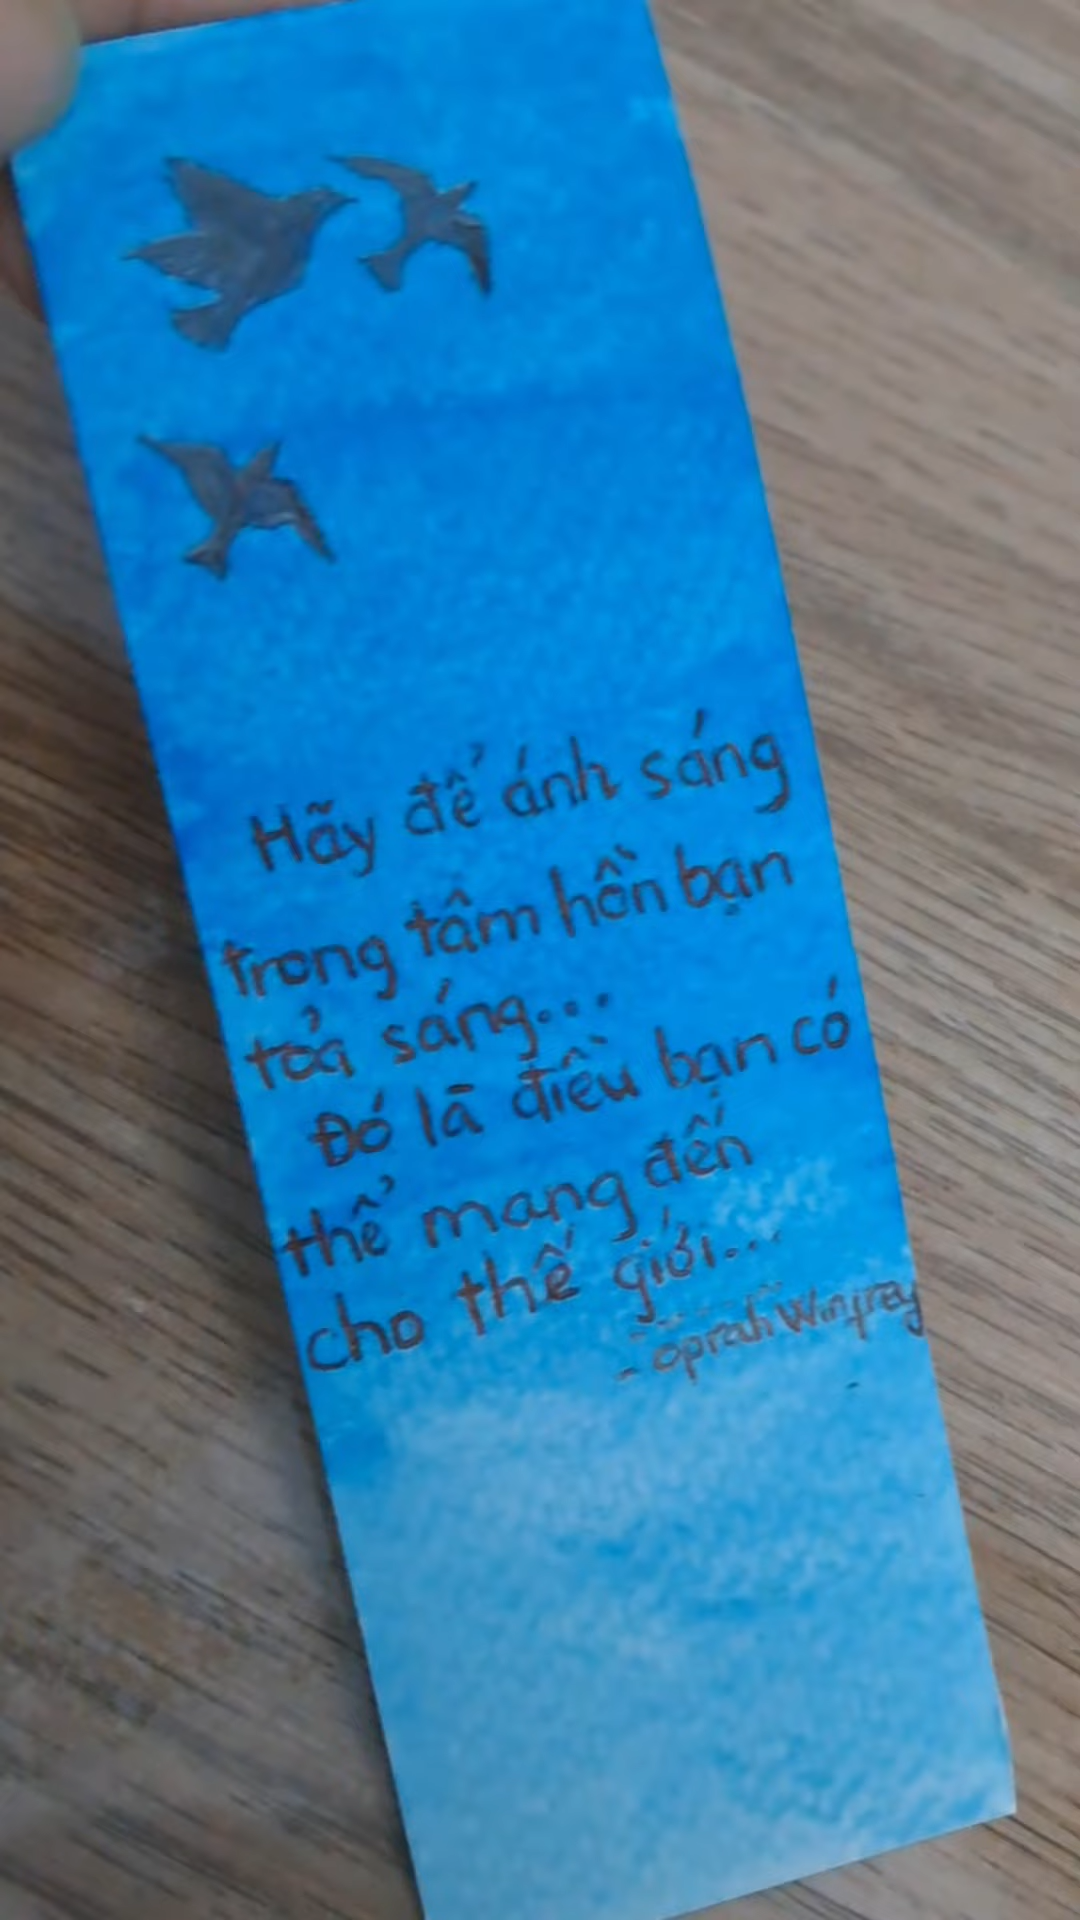 Hãy để ánh sáng
trong tâm hồn bạn
tỏa sáng...
Đó là điều bạn có
thể mang đến
cho thế giới...
- Oprah Winfrey